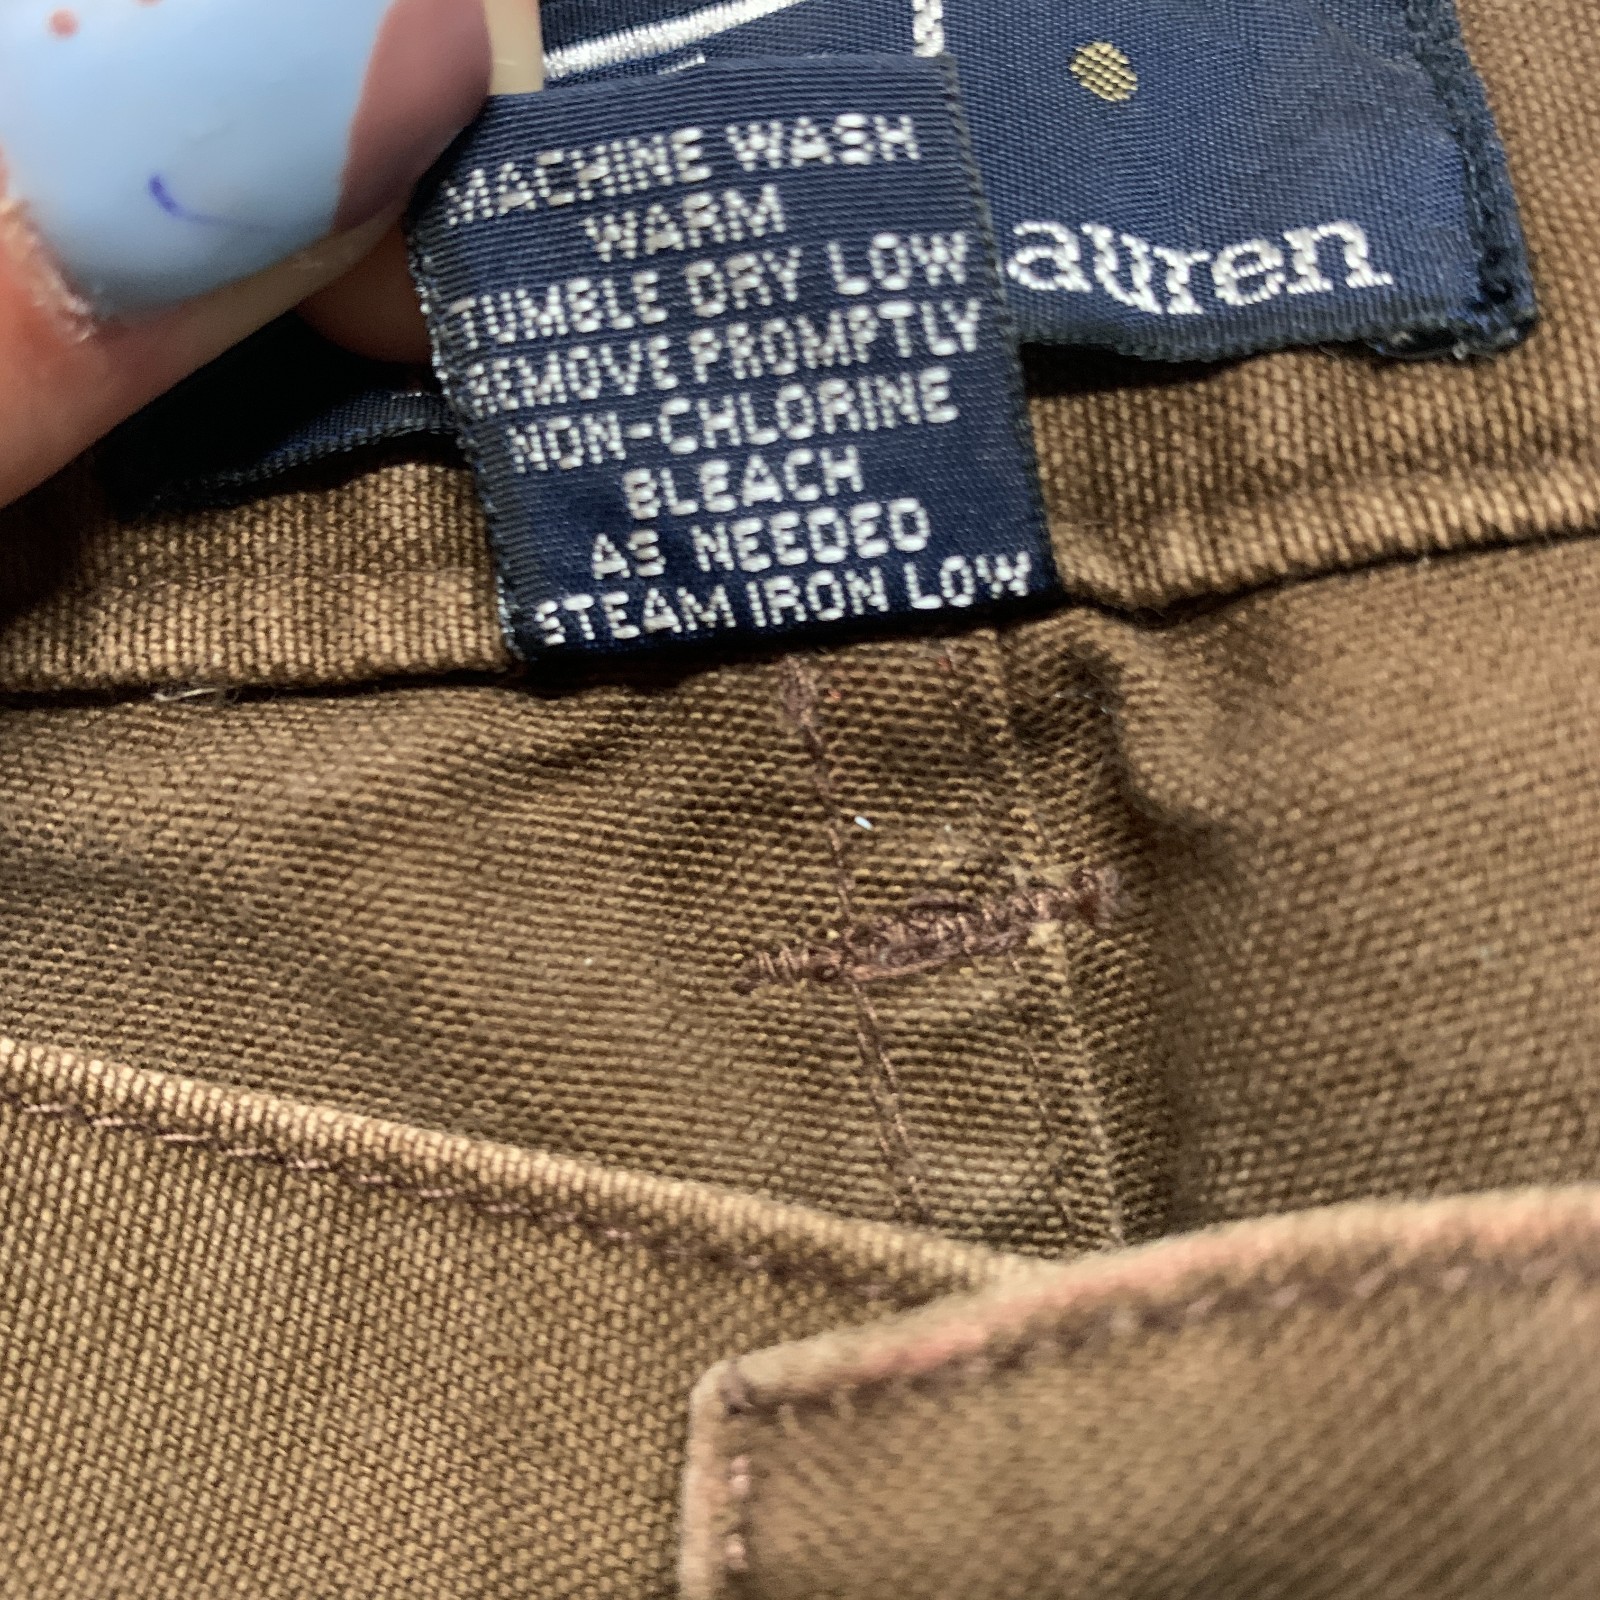 MACHINE WASH
WARM
TUMBLE DRY LOW
REMOVE PROMPTLY
NON-CHLORINE
BLEACH
AS NEEDED
STEAM IRON LOW
auren